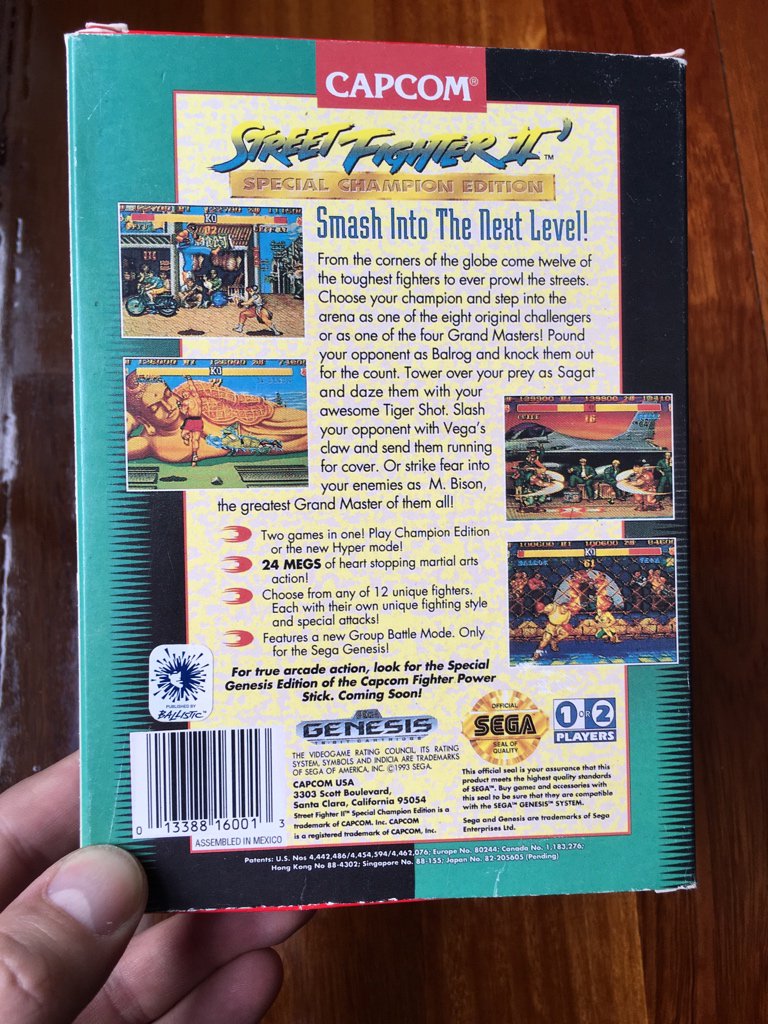 CAPCOM®
STREET FIGHTER II' ™
SPECIAL CHAMPION EDITION
Smash Into The Next Level!
From the corners of the globe come twelve of
the toughest fighters to ever prowl the streets.
Choose your champion and step into the
arena as one of the eight original challengers
or as one of the four Grand Masters! Pound
your opponent as Balrog and knock them out
for the count. Tower over your prey as Sagat
and daze them with your
awesome Tiger Shot. Slash
your opponent with Vega's
claw and send them running
for cover. Or strike fear into
your enemies as M. Bison,
the greatest Grand Master of them all!
KO
KO
KO
Two games in one! Play Champion Edition
or the new Hyper mode!
24 MEGS of heart stopping martial arts
action!
Choose from any of 12 unique fighters.
Each with their own unique fighting style
and special attacks!
Features a new Group Battle Mode. Only
for the Sega Genesis!
For true arcade action, look for the Special
Genesis Edition of the Capcom Fighter Power
Stick. Coming Soon!
PUBLISHED BY
BALLISTIC™
SEGA
GENESIS
16-BIT CARTRIDGE
OFFICIAL
SEGA
SEAL OF
QUALITY
1 OR 2
PLAYERS
THE VIDEOGAME RATING COUNCIL, ITS RATING
SYSTEM, SYMBOLS AND INDICIA ARE TRADEMARKS
OF SEGA OF AMERICA, INC. ©1993 SEGA.
CAPCOM USA
3303 Scott Boulevard,
Santa Clara, California 95054
Street Fighter II'™ Special Champion Edition is a
trademark of CAPCOM. Inc. CAPCOM
is a registered trademark of CAPCOM, Inc.
This official seal is your assurance that this
product meets the highest quality standards
of SEGA™. Buy games and accessories with
this seal to be sure that they are compatible
with the SEGA™ GENESIS™ SYSTEM.
Sega and Genesis are trademarks of Sega
Enterprises Ltd.
0 13388 16001 3
ASSEMBLED IN MEXICO
Patents: U.S. Nos 4,442,486/4,454,594/4,462,076; Europe No. 80244; Canada No. 1,183,276;
Hong Kong No 88-4302; Singapore No. 88-155; Japan No. 82-205605 (Pending)